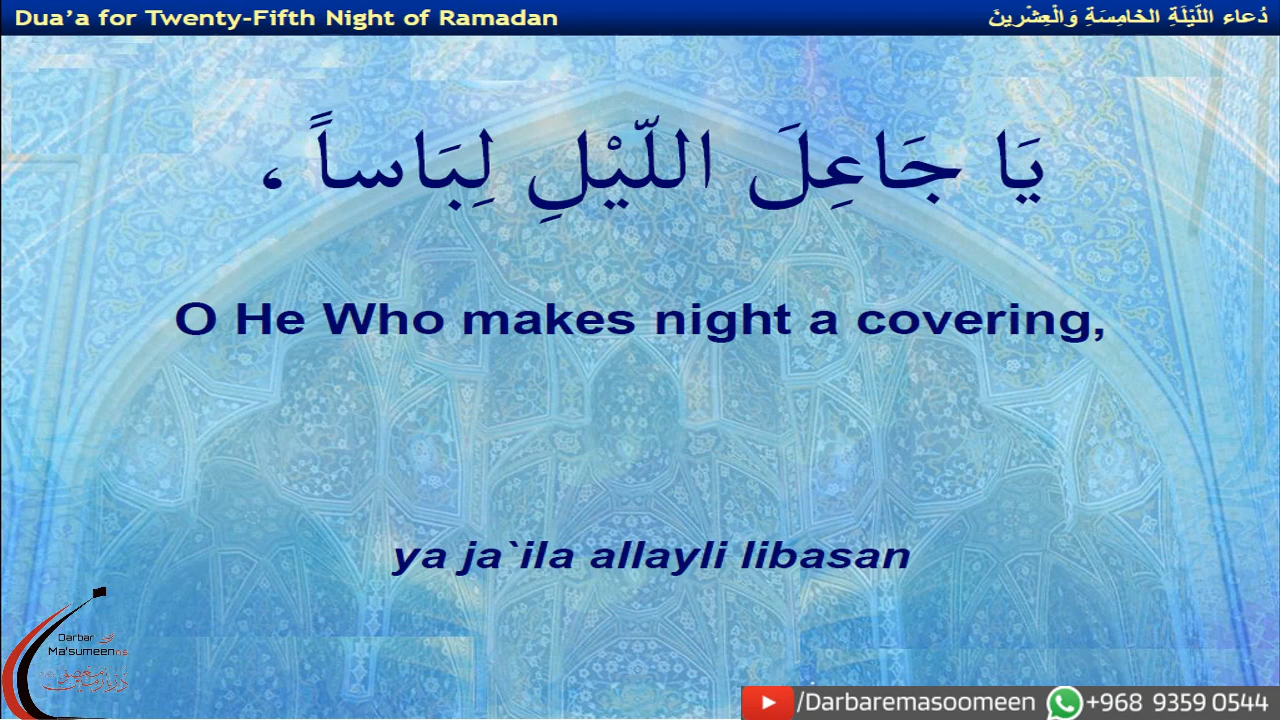 Dua’a for Twenty-Fifth Night of Ramadan
دُعاء اللّيْلَةِ الخامِسَةِ وَالْعِشْرينَ
يَا جَاعِلَ اللّيْلِ لِبَاساً ،
O He Who makes night a covering,
ya ja`ila allayli libasan
Darbar
Ma'sumeen
/Darbaremasoomeen +968 9359 0544